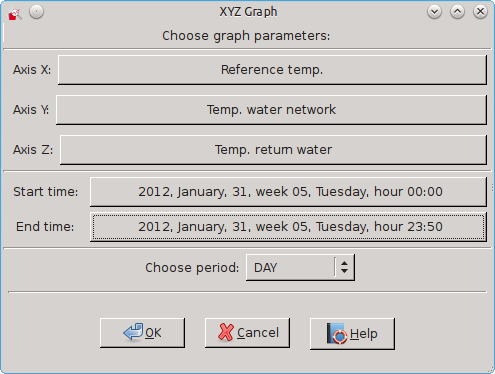 XYZ Graph
Choose graph parameters:
Axis X: Reference temp.
Axis Y: Temp. water network
Axis Z: Temp. return water
Start time: 2012, January, 31, week 05, Tuesday, hour 00:00
End time: 2012, January, 31, week 05, Tuesday, hour 23:50
Choose period: DAY
OK Cancel Help